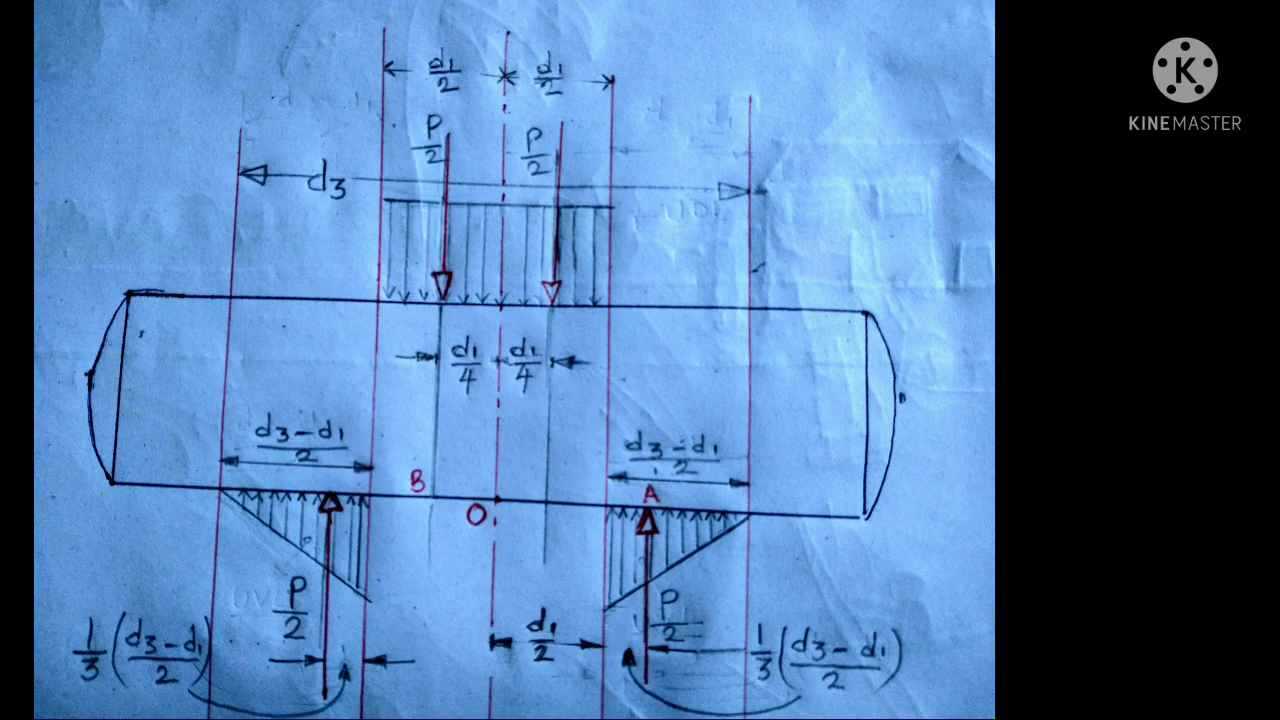 d1/2 d1/2
P/2 P/2
d3
d1/4 d1/4
d3-d1/2 d3-d1/2
B A
O
P/2 d1/2 P/2
1/3(d3-d1/2) 1/3(d3-d1/2)
K
KINEMASTER